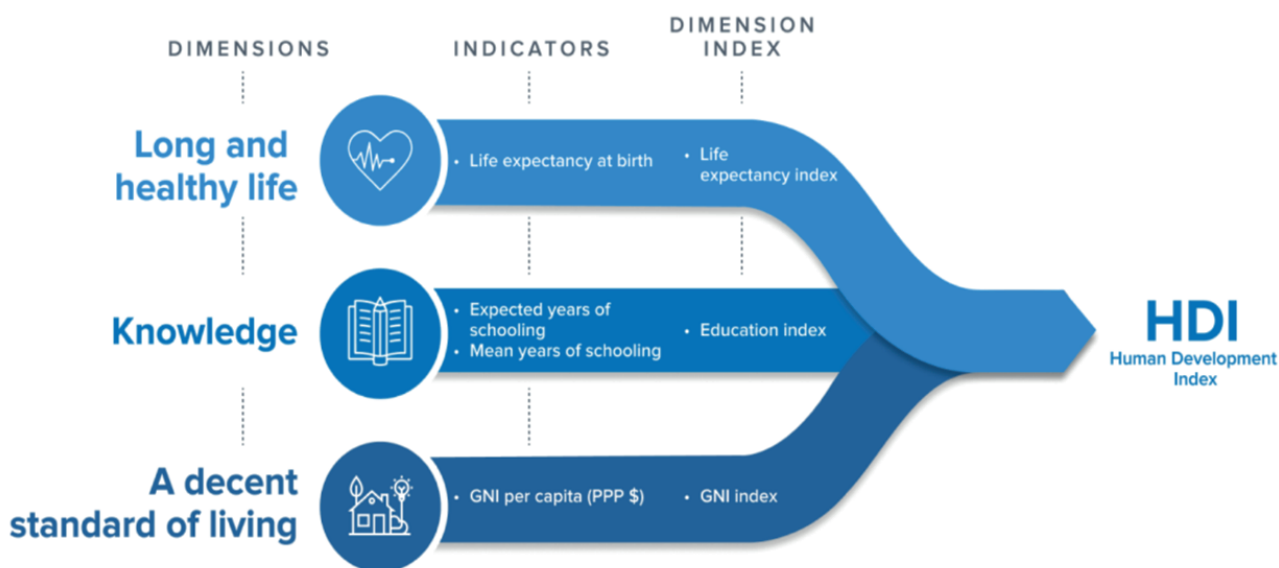 DIMENSIONS
INDICATORS
DIMENSION
INDEX
Long and
healthy life
• Life expectancy at birth
• Life
expectancy index
Knowledge
• Expected years of
schooling
• Mean years of schooling
• Education index
A decent
standard of living
• GNI per capita (PPP $)
• GNI index
HDI
Human Development
Index